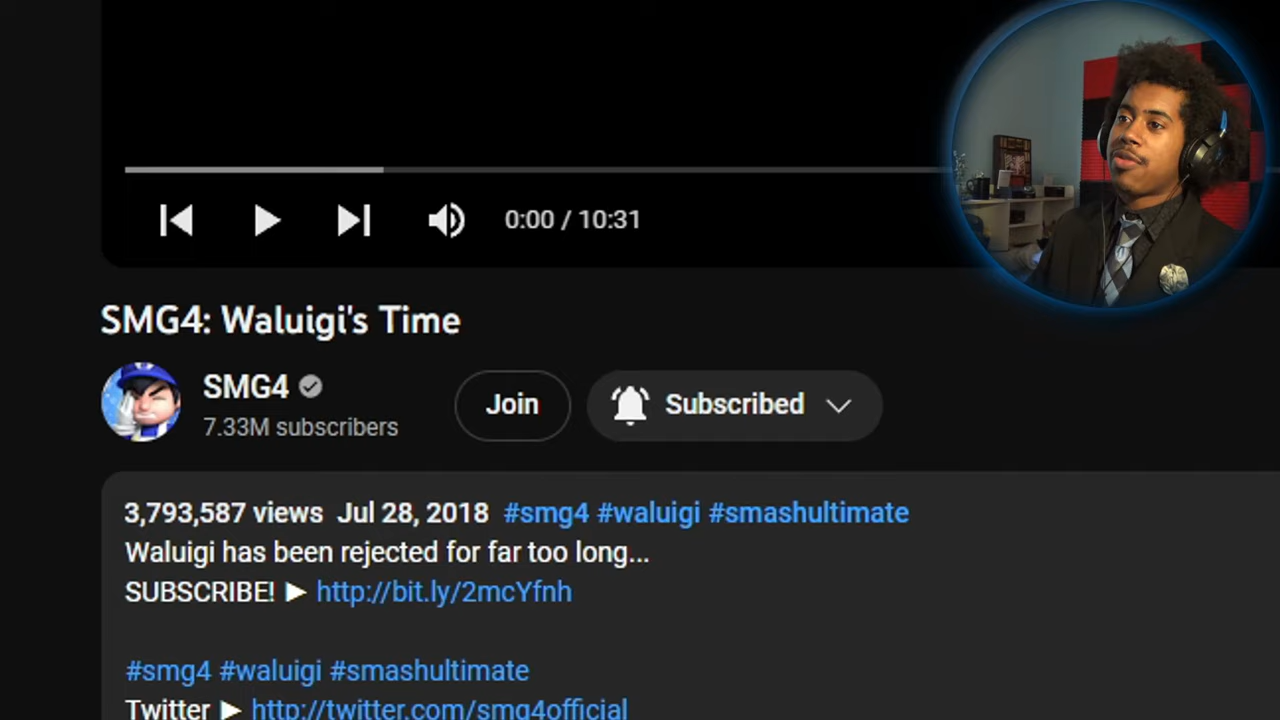 0:00 / 10:31
SMG4: Waluigi's Time
SMG4
7.33M subscribers
Join
Subscribed
3,793,587 views Jul 28, 2018 #smg4 #waluigi #smashultimate
Waluigi has been rejected for far too long...
SUBSCRIBE! ► http://bit.ly/2mcYfnh
#smg4 #waluigi #smashultimate
Twitter ► http://twitter.com/smg4official